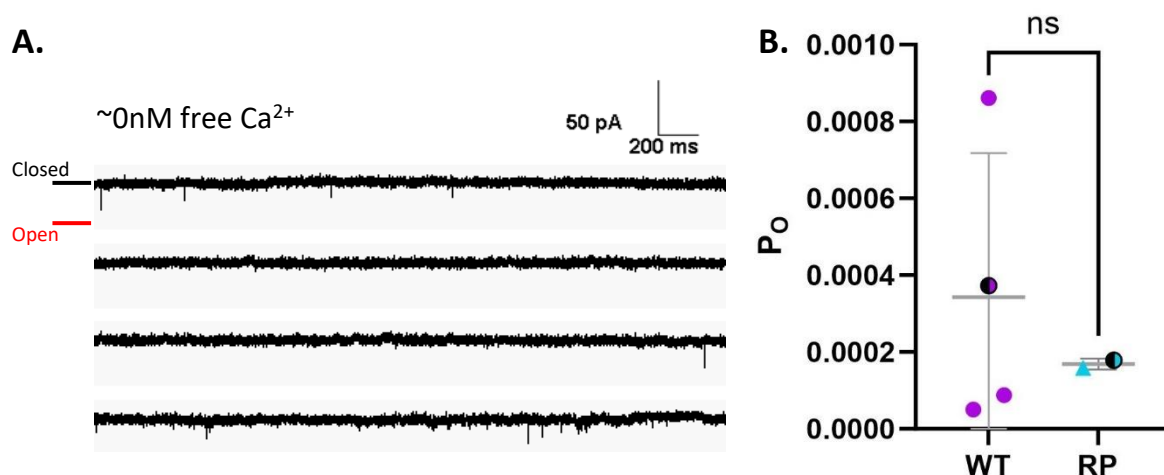 A.
~0nM free Ca²⁺
50 pA
200 ms
Closed
Open
B.
ns
0.0010
0.0008
0.0006
0.0004
0.0002
0.0000
P_O
WT RP